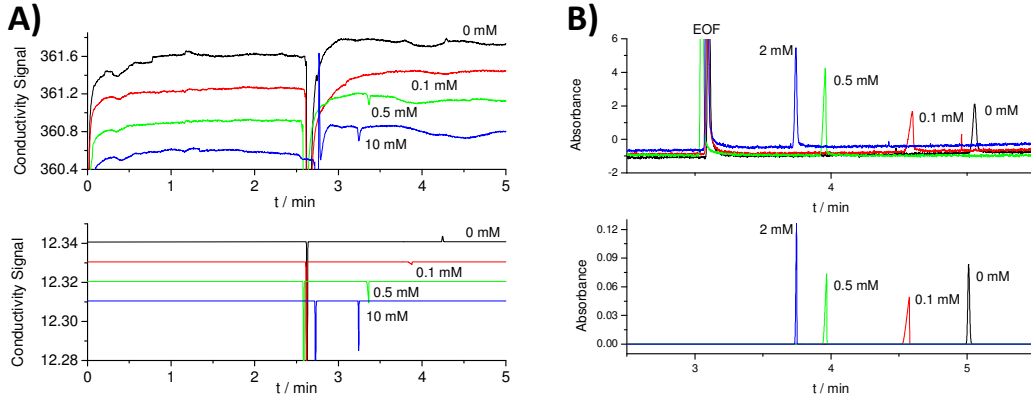 A)
Conductivity Signal
361.6
361.2
360.8
360.4
0 mM
0.1 mM
0.5 mM
10 mM
0 1 2 3 4 5
t / min
Conductivity Signal
12.34
12.32
12.30
12.28
0 mM
0.1 mM
0.5 mM
10 mM
0 1 2 3 4 5
t / min
B)
Absorbance
6
4
2
0
-2
EOF
2 mM
0.5 mM
0.1 mM
0 mM
3 4 5
t / min
Absorbance
0.12
0.09
0.06
0.03
0.00
2 mM
0.5 mM
0.1 mM
0 mM
3 4 5
t / min